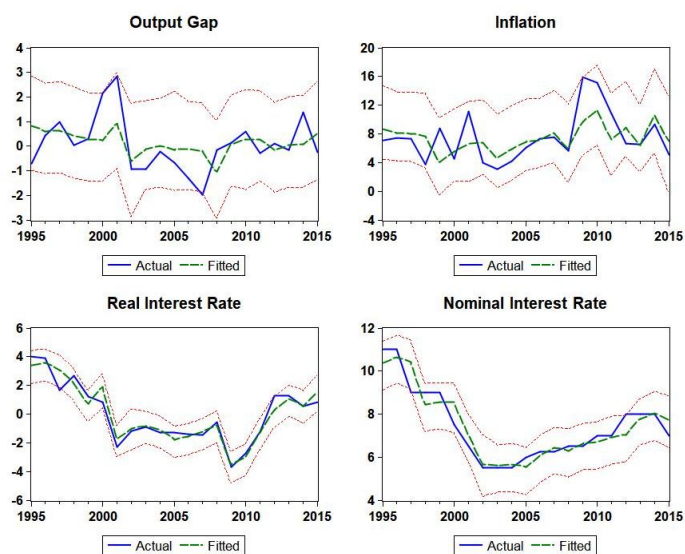 Output Gap
4
3
2
1
0
-1
-2
-3
1995 2000 2005 2010 2015
Actual Fitted
Inflation
20
16
12
8
4
0
-4
1995 2000 2005 2010 2015
Actual Fitted
Real Interest Rate
6
4
2
0
-2
-4
-6
1995 2000 2005 2010 2015
Actual Fitted
Nominal Interest Rate
12
10
8
6
4
1995 2000 2005 2010 2015
Actual Fitted